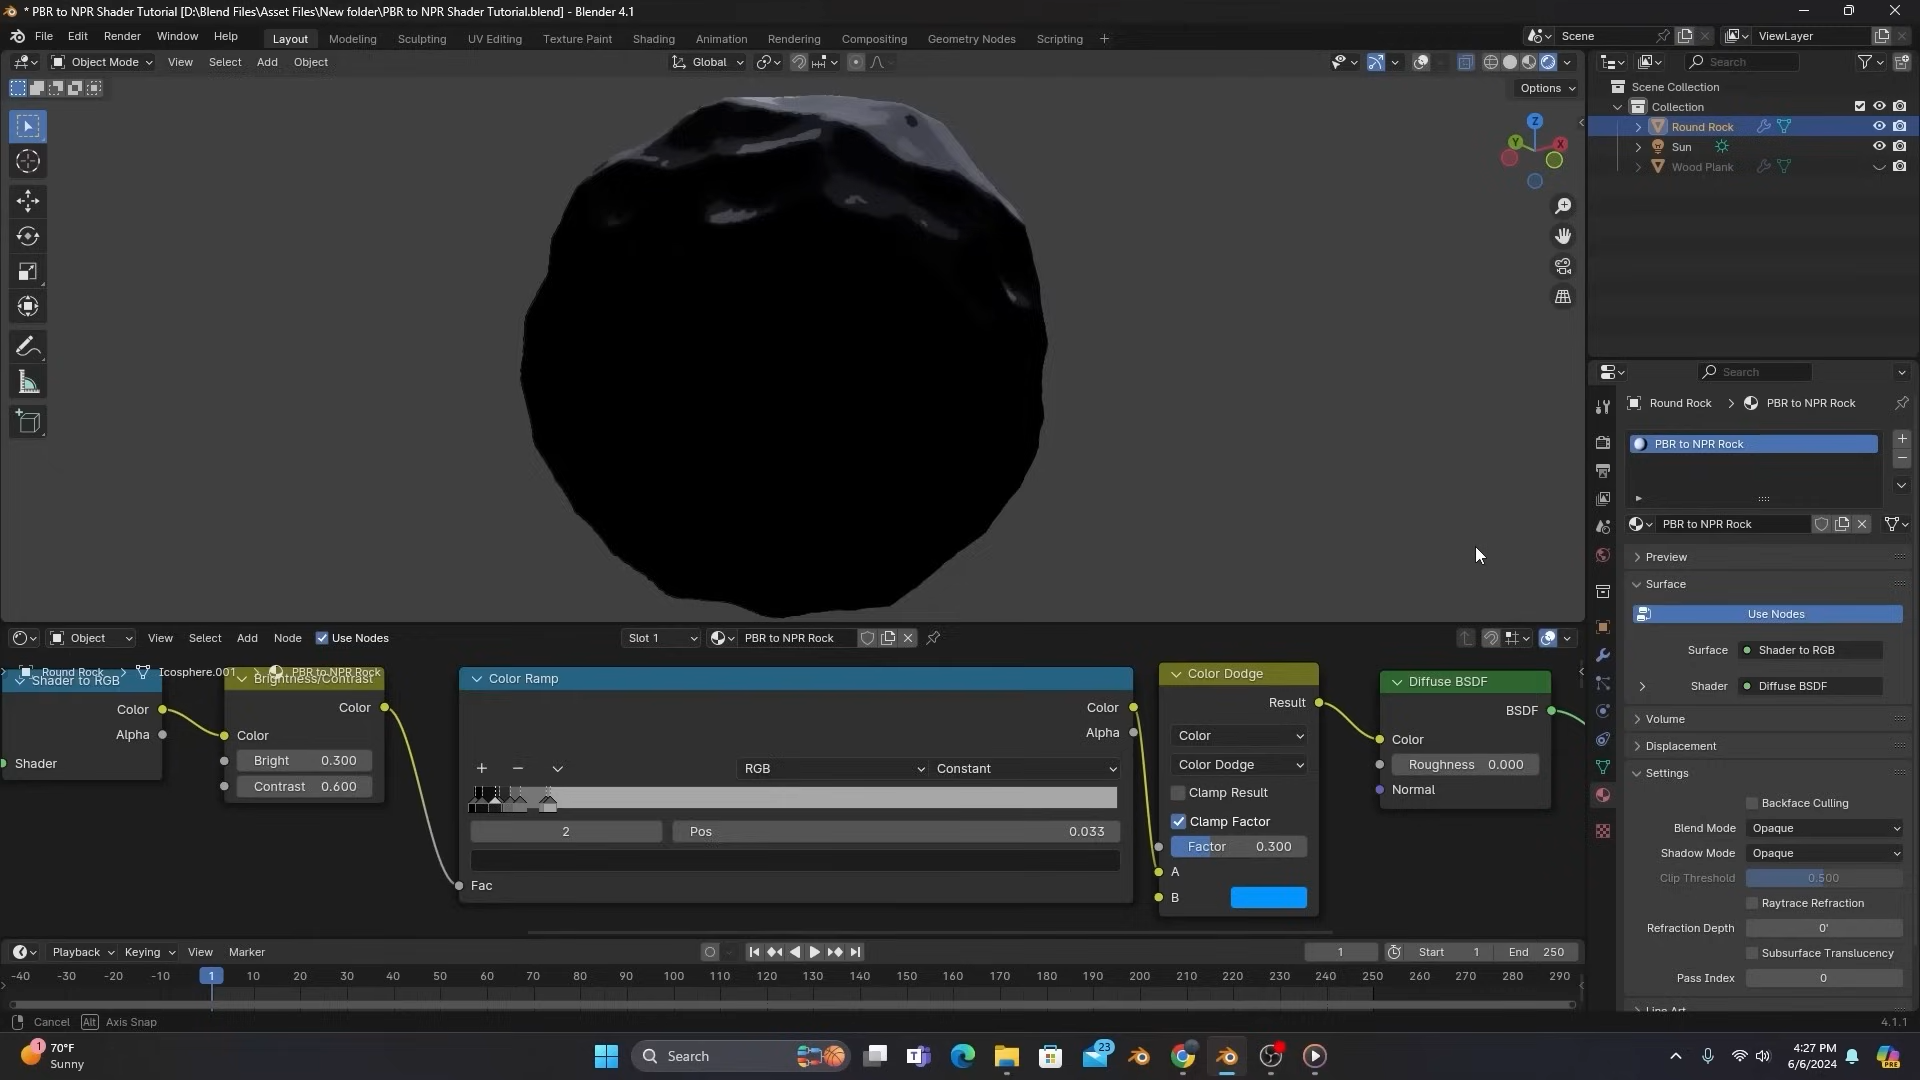 * PBR to NPR Shader Tutorial [D:\Blend Files\Asset Files\New folder\PBR to NPR Shader Tutorial.blend] - Blender 4.1
File Edit Render Window Help Layout Modeling Sculpting UV Editing Texture Paint Shading Animation Rendering Compositing Geometry Nodes Scripting + Scene ViewLayer
Object Mode View Select Add Object Global Search
Options
Scene Collection
Collection
Round Rock
Sun
Wood Plank
Z
Y X
Search
Round Rock > PBR to NPR Rock
PBR to NPR Rock
PBR to NPR Rock
Preview
Surface
Use Nodes
Surface Shader to RGB
Shader Diffuse BSDF
Volume
Displacement
Settings
Backface Culling
Blend Mode Opaque
Shadow Mode Opaque
Clip Threshold 0.500
Raytrace Refraction
Refraction Depth 0'
Subsurface Translucency
Pass Index 0
Line Art
Object View Select Add Node Use Nodes Slot 1 PBR to NPR Rock
Round Rock > Icosphere.001 > PBR to NPR Rock
Shader to RGB
Color
Alpha
Shader
Brightness/Contrast
Color
Color
Bright 0.300
Contrast 0.600
Color Ramp
Color
Alpha
RGB Constant
2 Pos 0.033
Fac
Color Dodge
Result
Color
Color Dodge
Clamp Result
Clamp Factor
Factor 0.300
A
B
Diffuse BSDF
BSDF
Color
Roughness 0.000
Normal
Playback Keying View Marker 1 Start 1 End 250
-40 -30 -20 -10 1 10 20 30 40 50 60 70 80 90 100 110 120 130 140 150 160 170 180 190 200 210 220 230 240 250 260 270 280 290
Cancel Alt Axis Snap 4.1.1
1 70°F
Sunny
Search
23
4:27 PM
6/6/2024
PRE